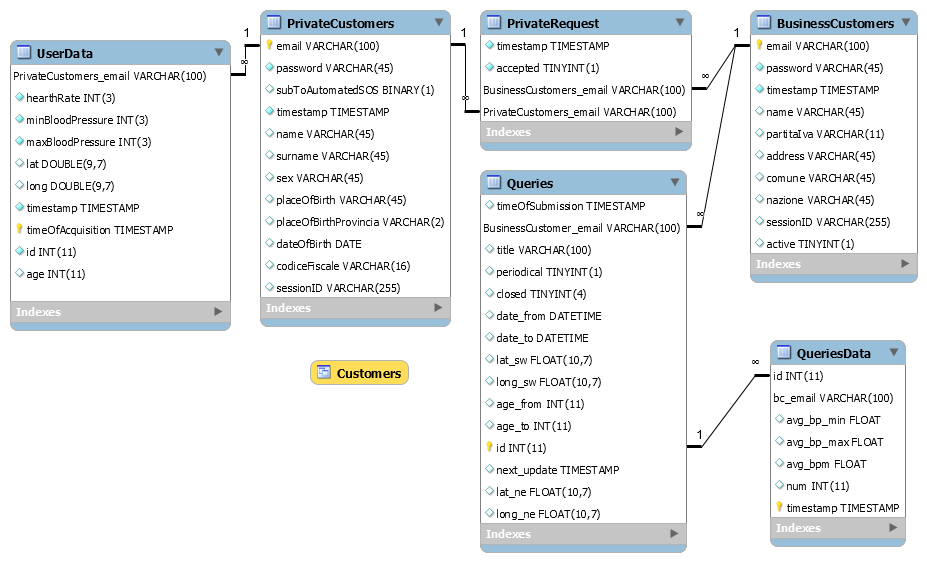 UserData
PrivateCustomers_email VARCHAR(100)
hearthRate INT(3)
minBloodPressure INT(3)
maxBloodPressure INT(3)
lat DOUBLE(9,7)
long DOUBLE(9,7)
timestamp TIMESTAMP
timeOfAcquisition TIMESTAMP
id INT(11)
age INT(11)
Indexes
1
∞
PrivateCustomers
email VARCHAR(100)
password VARCHAR(45)
subToAutomatedSOS BINARY(1)
timestamp TIMESTAMP
name VARCHAR(45)
surname VARCHAR(45)
sex VARCHAR(45)
placeOfBirth VARCHAR(45)
placeOfBirthProvincia VARCHAR(2)
dateOfBirth DATE
codiceFiscale VARCHAR(16)
sessionID VARCHAR(255)
Indexes
1
∞
PrivateRequest
timestamp TIMESTAMP
accepted TINYINT(1)
BusinessCustomers_email VARCHAR(100)
PrivateCustomers_email VARCHAR(100)
Indexes
1
∞
∞
BusinessCustomers
email VARCHAR(100)
password VARCHAR(45)
timestamp TIMESTAMP
name VARCHAR(45)
partitaIva VARCHAR(11)
address VARCHAR(45)
comune VARCHAR(45)
nazione VARCHAR(45)
sessionID VARCHAR(255)
active TINYINT(1)
Indexes
Queries
timeOfSubmission TIMESTAMP
BusinessCustomer_email VARCHAR(100)
title VARCHAR(100)
periodical TINYINT(1)
closed TINYINT(4)
date_from DATETIME
date_to DATETIME
lat_sw FLOAT(10,7)
long_sw FLOAT(10,7)
age_from INT(11)
age_to INT(11)
id INT(11)
next_update TIMESTAMP
lat_ne FLOAT(10,7)
long_ne FLOAT(10,7)
Indexes
1
∞
QueriesData
id INT(11)
bc_email VARCHAR(100)
avg_bp_min FLOAT
avg_bp_max FLOAT
avg_bpm FLOAT
num INT(11)
timestamp TIMESTAMP
Indexes
Customers